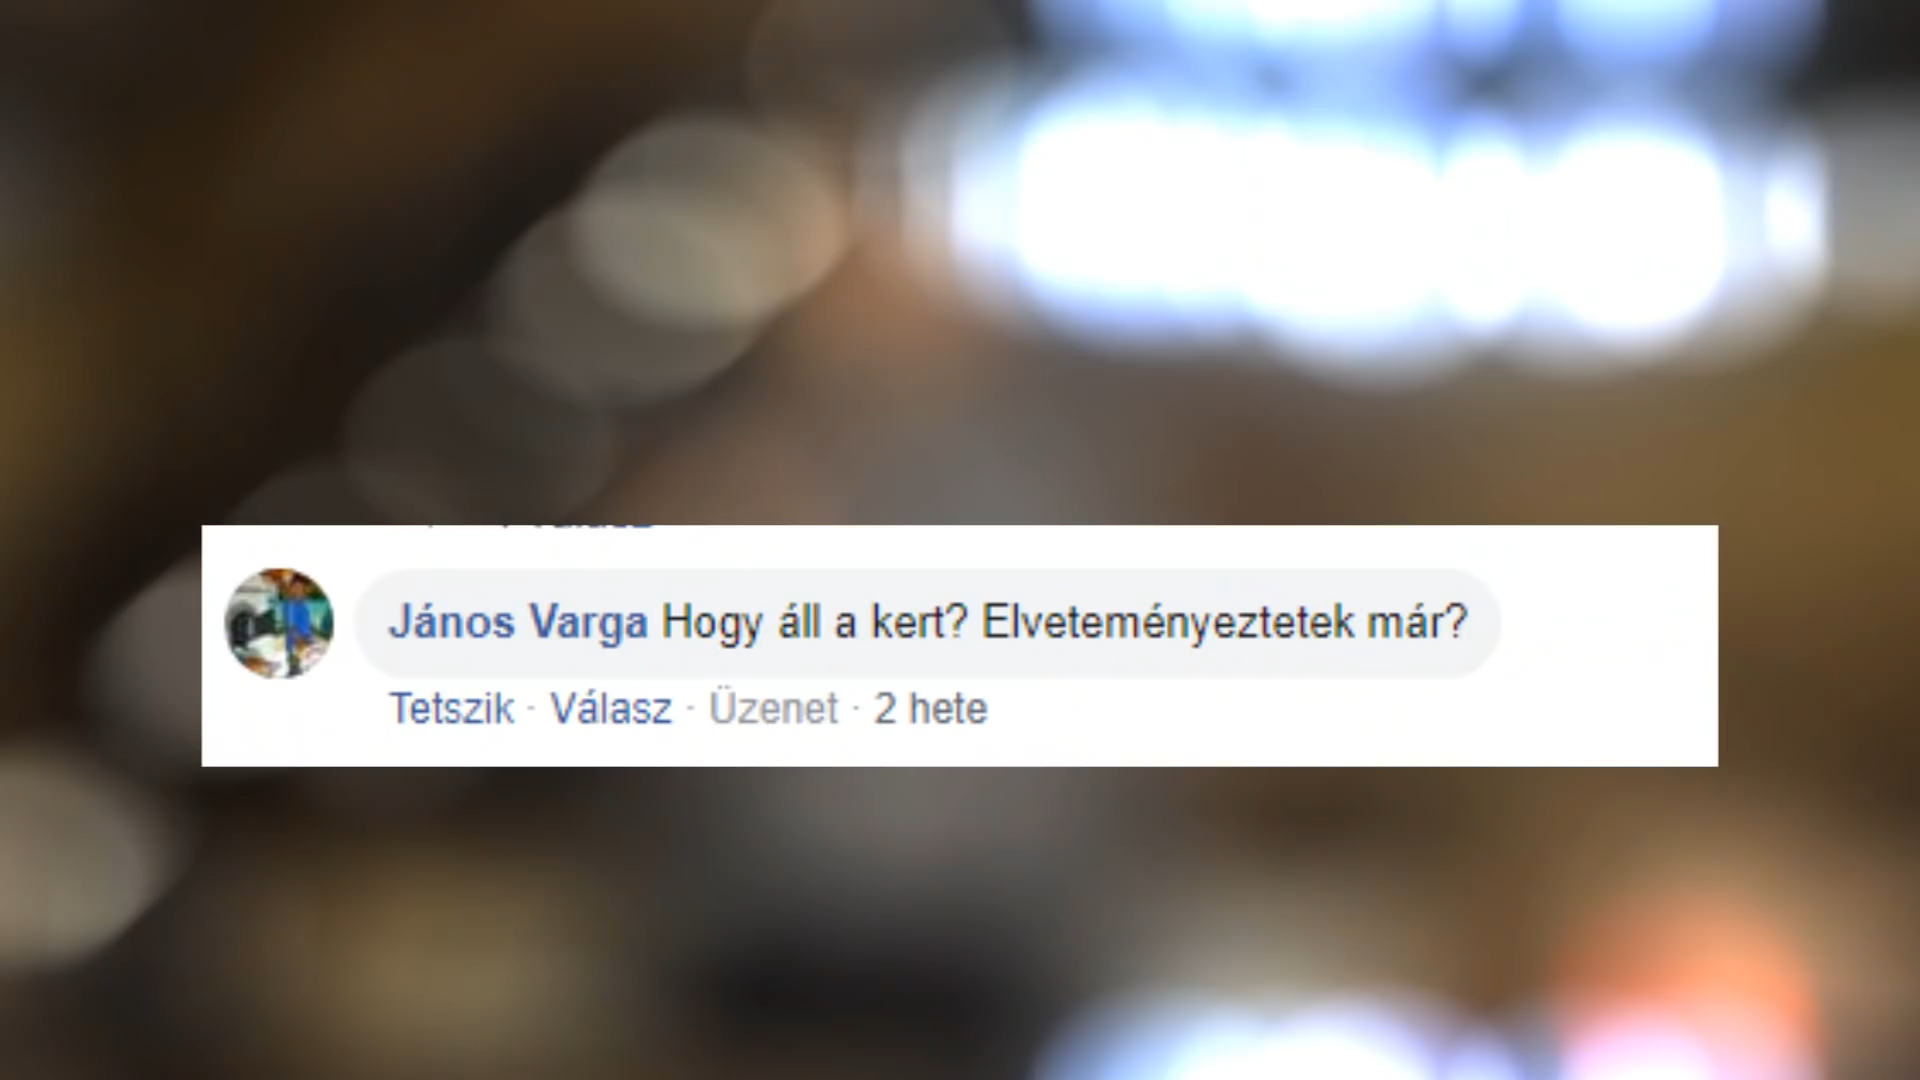 János Varga Hogy áll a kert? Elveteményeztetek már?
Tetszik · Válasz · Üzenet · 2 hete